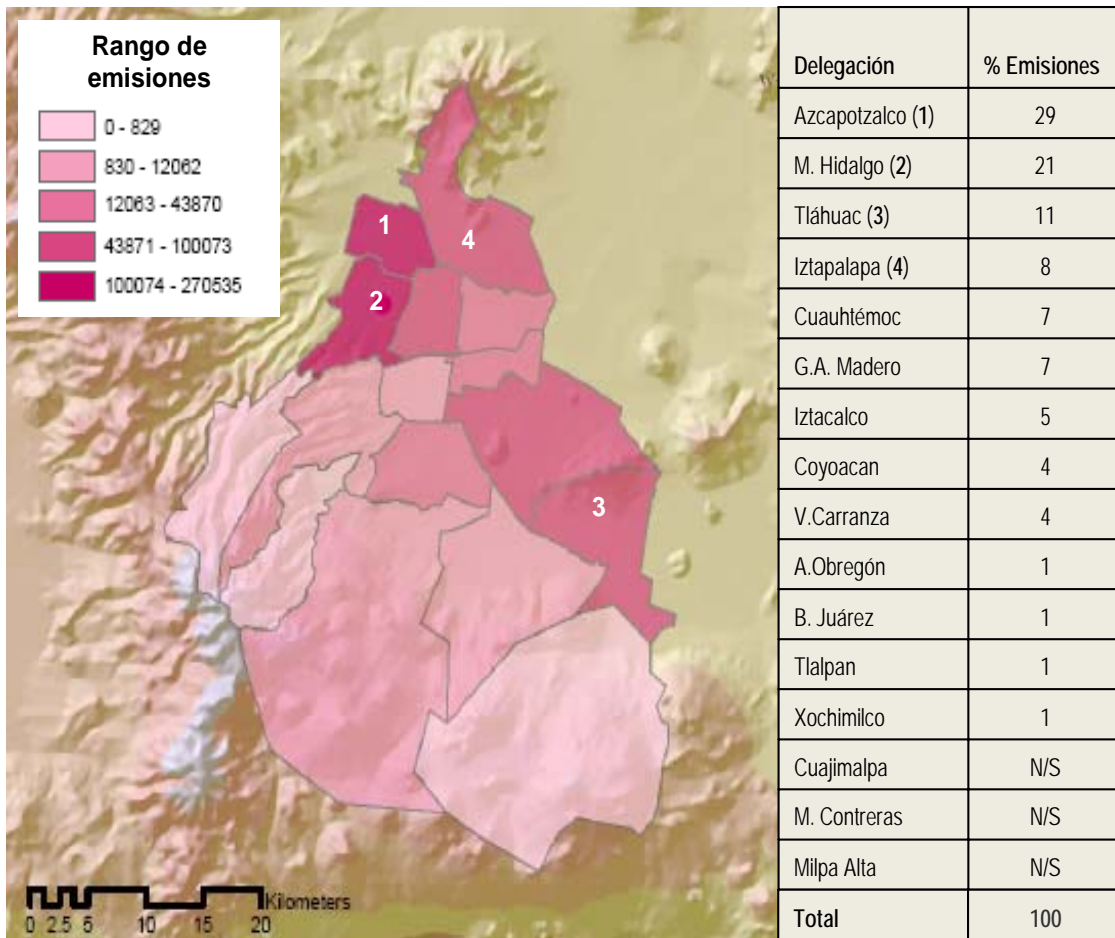 Rango de
emisiones
0 - 829
830 - 12062
12063 - 43870
43871 - 100073
100074 - 270535
1
4
2
3
Kilometers
0 2.5 5 10 15 20
Delegación % Emisiones
Azcapotzalco (1) 29
M. Hidalgo (2) 21
Tláhuac (3) 11
Iztapalapa (4) 8
Cuauhtémoc 7
G.A. Madero 7
Iztacalco 5
Coyoacan 4
V.Carranza 4
A.Obregón 1
B. Juárez 1
Tlalpan 1
Xochimilco 1
Cuajimalpa N/S
M. Contreras N/S
Milpa Alta N/S
Total 100